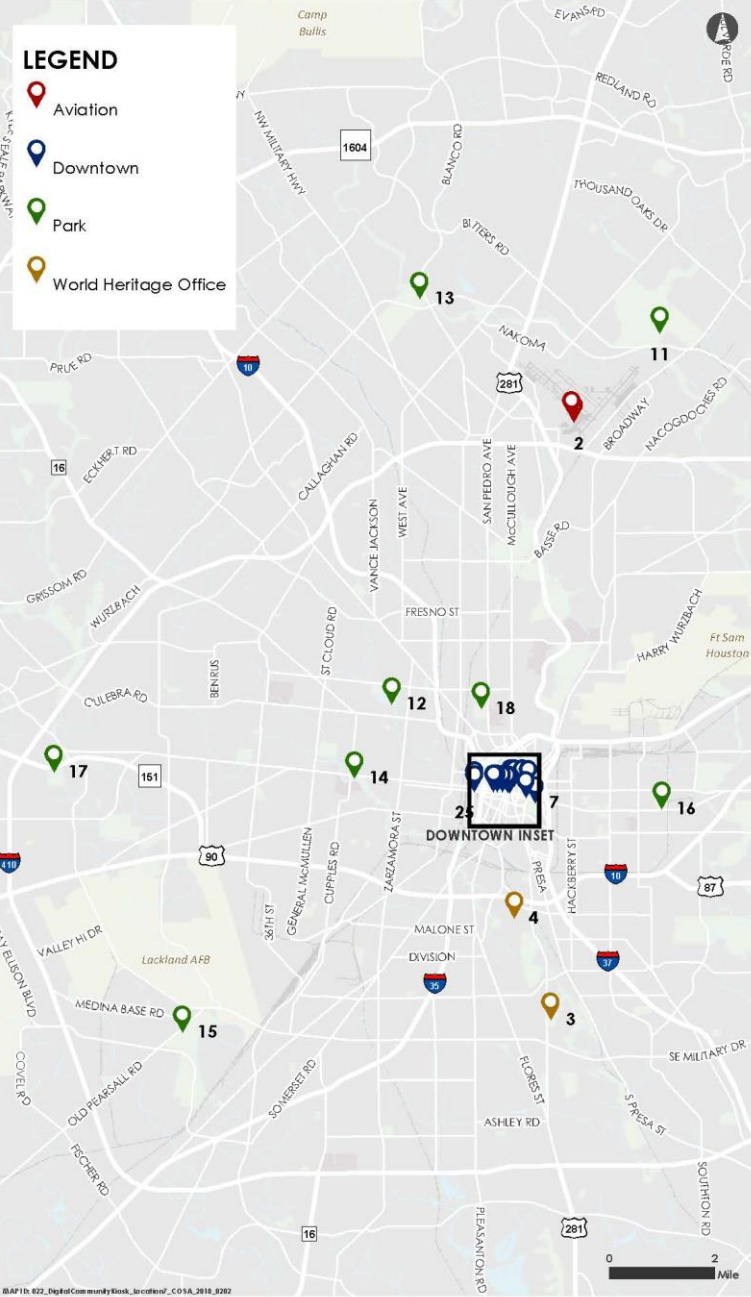 Camp
Bullis
EVANS RD
LEGEND
Aviation
Downtown
Park
World Heritage Office
REDLAND RD
NW MILITARY HWY
1604
BLANCO RD
THOUSAND OAKS DR
BITTERS RD
13
11
NAKOMA
PRUE RD
10
281
2
BROADWAY
NACOGDOCHES RD
16
ECKHERT RD
CALLAGHAN RD
SAN PEDRO AVE
McCULLOUGH AVE
WEST AVE
VANCE JACKSON
BASSE RD
GRISSOM RD
WURZBACH
FRESNO ST
ST CLOUD RD
HARRY WURZBACH
Ft Sam
Houston
BENRUS
CULEBRA RD
12
18
17
151
14
25
7
16
DOWNTOWN INSET
410
90
GENERAL McMULLEN
CUPPLES RD
ZARZAMORA ST
PRESA
HACKBERRY ST
10
87
36TH ST
4
MALONE ST
VALLEY HI DR
RAY ELLISON BLVD
Lackland AFB
DIVISION
37
35
MEDINA BASE RD
15
3
SE MILITARY DR
COVEL RD
OLD PEARSALL RD
SOMERSET RD
FLORES ST
S PRESA ST
ASHLEY RD
FISCHER RD
SOUTHTON RD
PLEASANTON RD
16
281
0 2
Mile
MAP ID: 022_DigitalCommunityKiosk_Location7_COSA_2018_0202